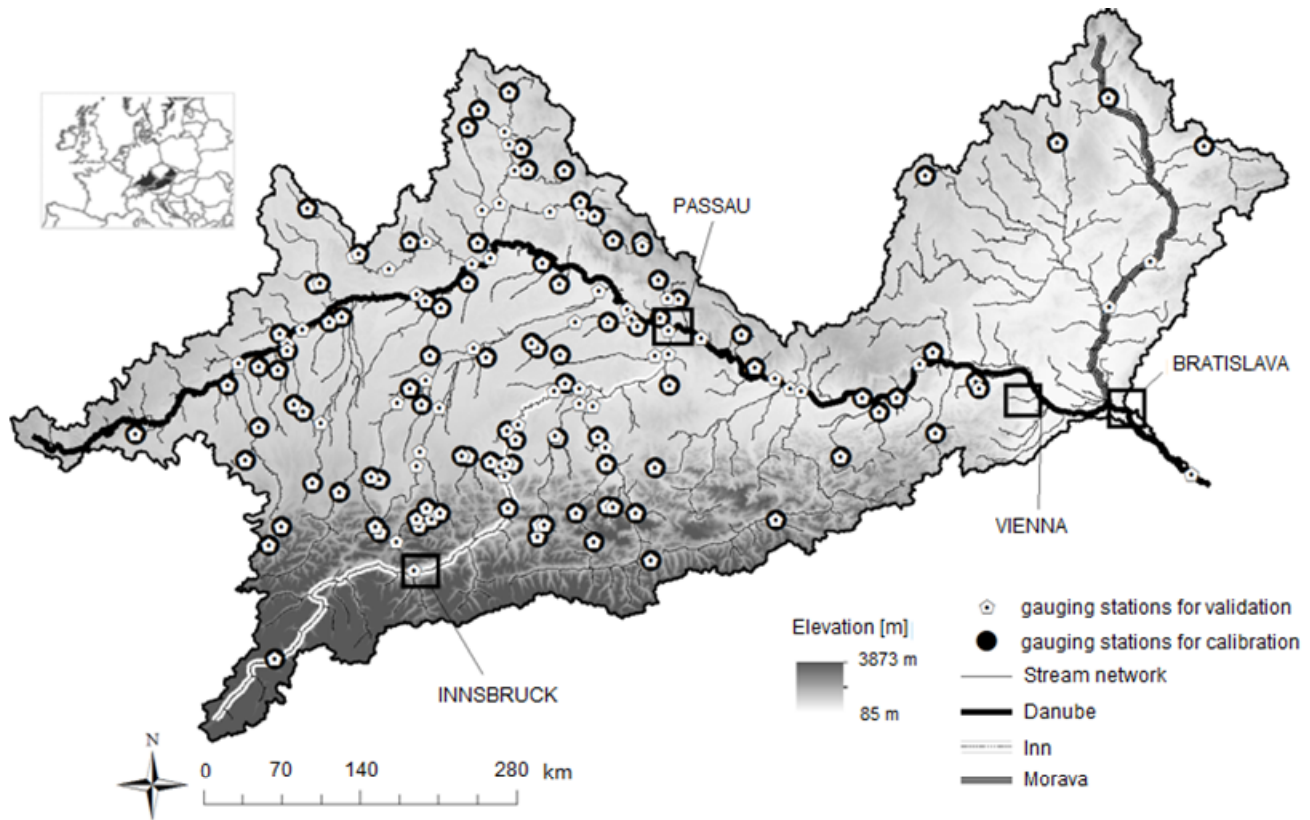 PASSAU
BRATISLAVA
VIENNA
INNSBRUCK
Elevation [m]
3873 m
85 m
gauging stations for validation
gauging stations for calibration
Stream network
Danube
Inn
Morava
N
0 70 140 280 km